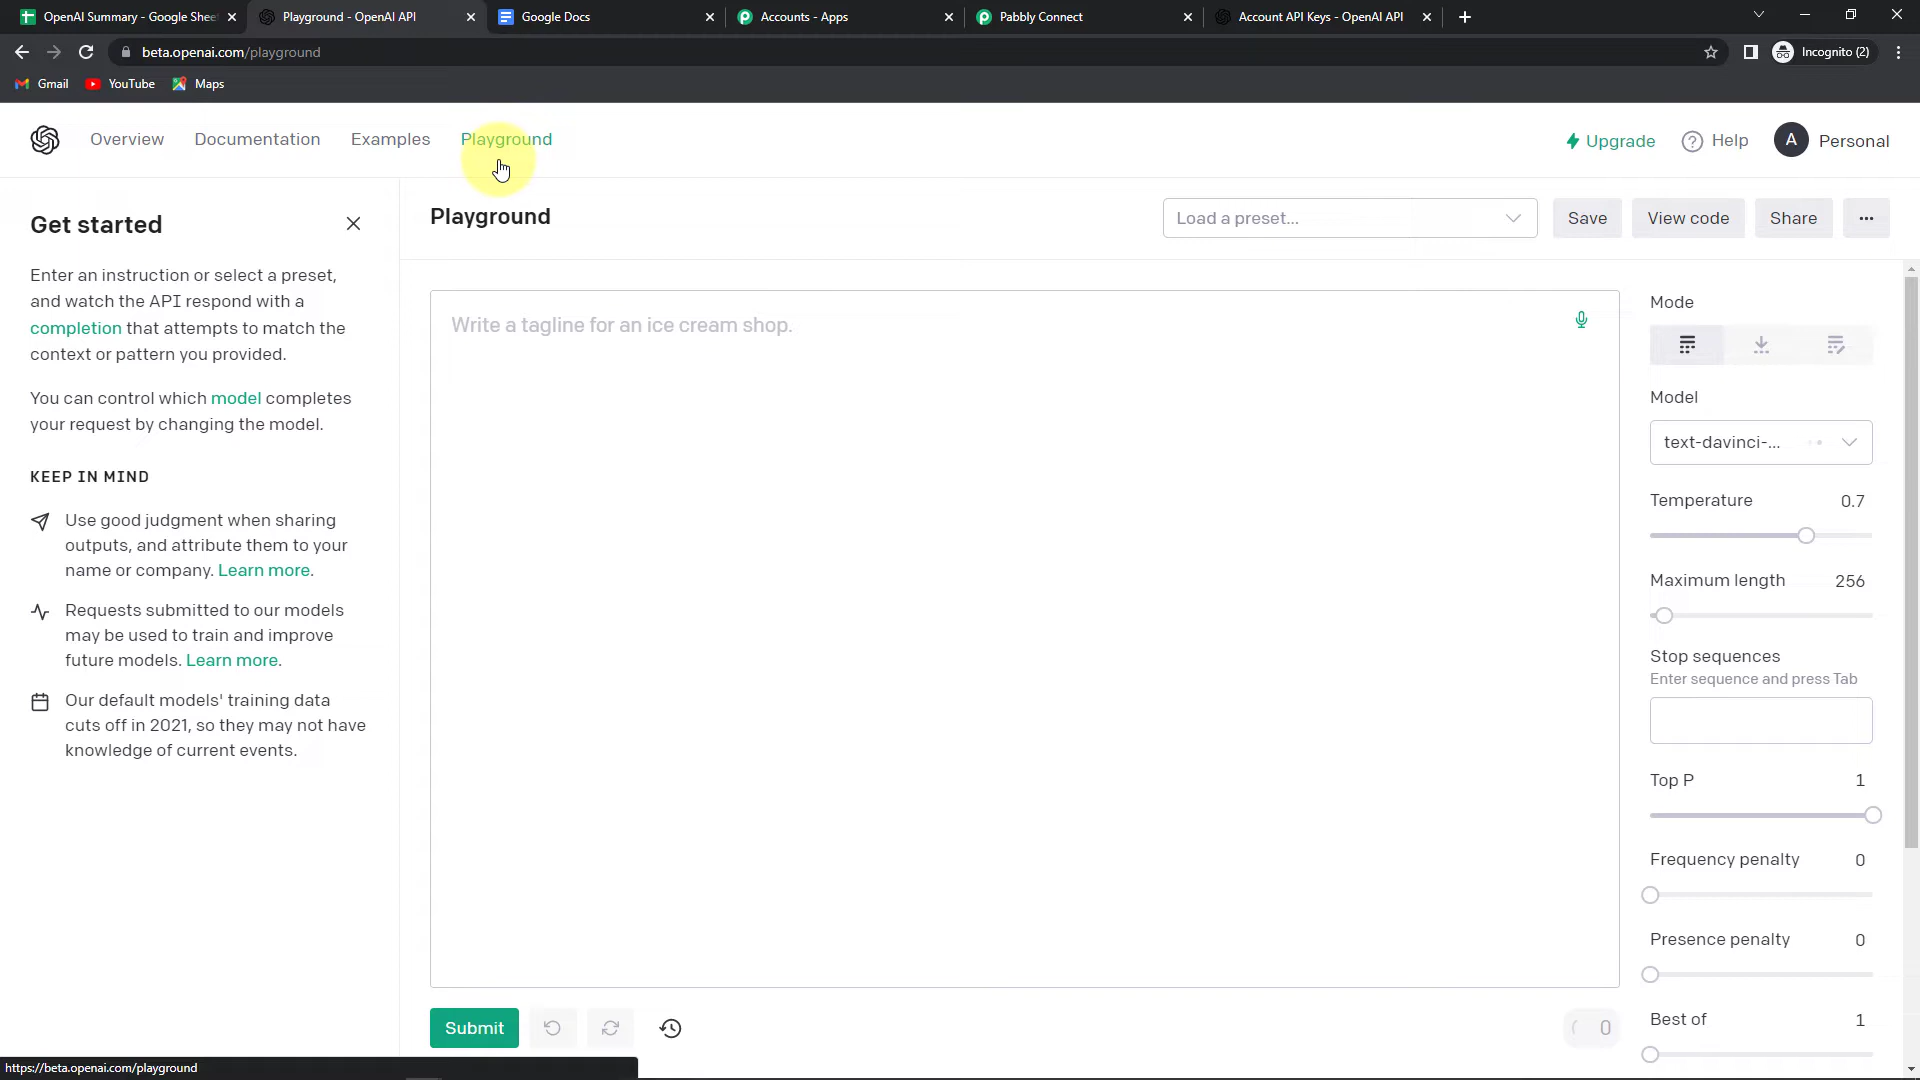 OpenAI Summary - Google Shee
Playground - OpenAI API
Google Docs
Accounts - Apps
Pabbly Connect
Account API Keys - OpenAI API
beta.openai.com/playground
Incognito (2)
Gmail
YouTube
Maps
Overview
Documentation
Examples
Playground
Upgrade
Help
A
Personal
Get started
Enter an instruction or select a preset,
and watch the API respond with a
completion that attempts to match the
context or pattern you provided.
You can control which model completes
your request by changing the model.
KEEP IN MIND
Use good judgment when sharing
outputs, and attribute them to your
name or company. Learn more.
Requests submitted to our models
may be used to train and improve
future models. Learn more.
Our default models' training data
cuts off in 2021, so they may not have
knowledge of current events.
Playground
Load a preset...
Save
View code
Share
Write a tagline for an ice cream shop.
Mode
Model
text-davinci-...
Temperature 0.7
Maximum length 256
Stop sequences
Enter sequence and press Tab
Top P 1
Frequency penalty 0
Presence penalty 0
Best of 1
Submit
0
https://beta.openai.com/playground